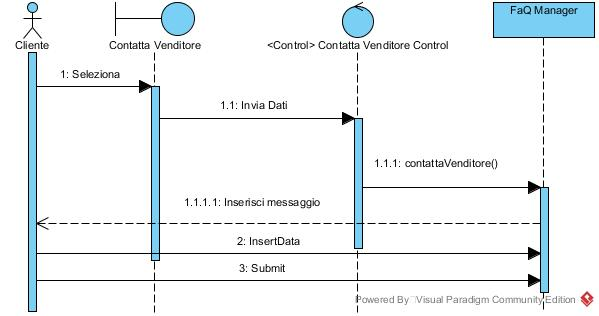 FaQ Manager
Cliente
Contatta Venditore
<Control> Contatta Venditore Control
1: Seleziona
1.1: Invia Dati
1.1.1: contattaVenditore()
1.1.1.1: Inserisci messaggio
2: InsertData
3: Submit
Powered By Visual Paradigm Community Edition